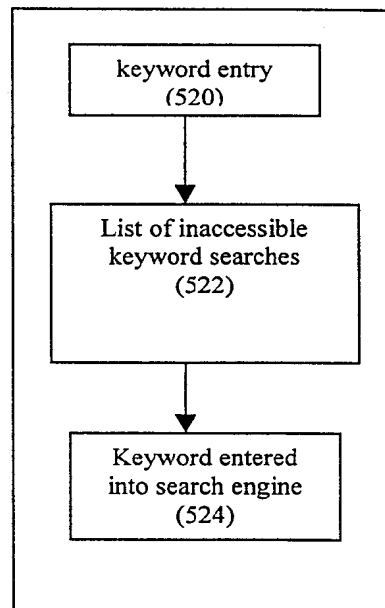 keyword entry
(520)
List of inaccessible
keyword searches
(522)
Keyword entered
into search engine
(524)